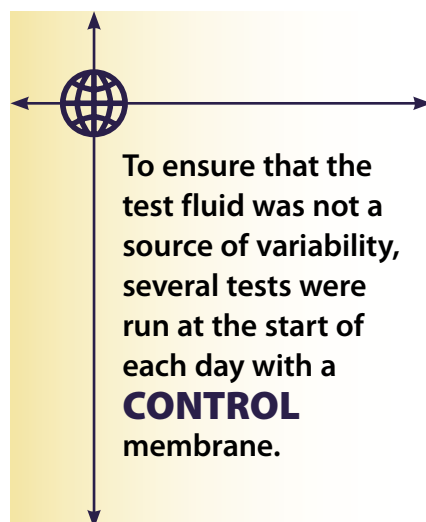 To ensure that the
test fluid was not a
source of variability,
several tests were
run at the start of
each day with a
CONTROL
membrane.